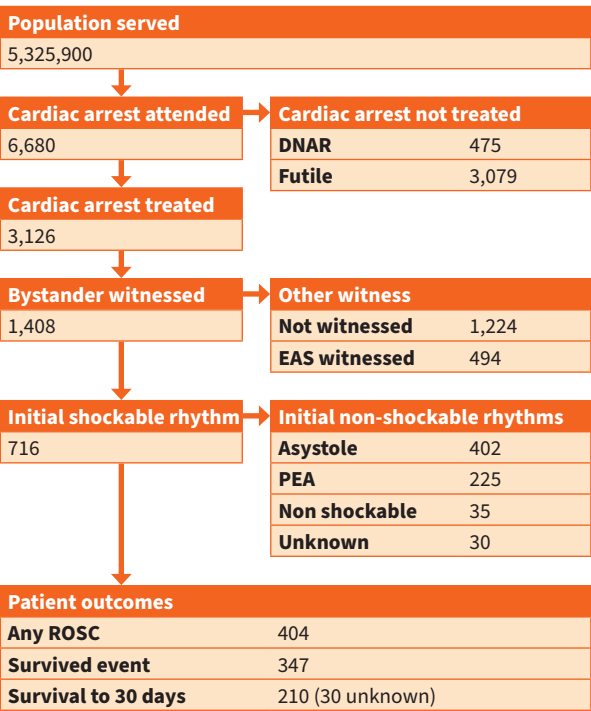 Population served
5,325,900
Cardiac arrest attended
6,680
Cardiac arrest not treated
DNAR 475
Futile 3,079
Cardiac arrest treated
3,126
Bystander witnessed
1,408
Other witness
Not witnessed 1,224
EAS witnessed 494
Initial shockable rhythm
716
Initial non-shockable rhythms
Asystole 402
PEA 225
Non shockable 35
Unknown 30
Patient outcomes
Any ROSC 404
Survived event 347
Survival to 30 days 210 (30 unknown)